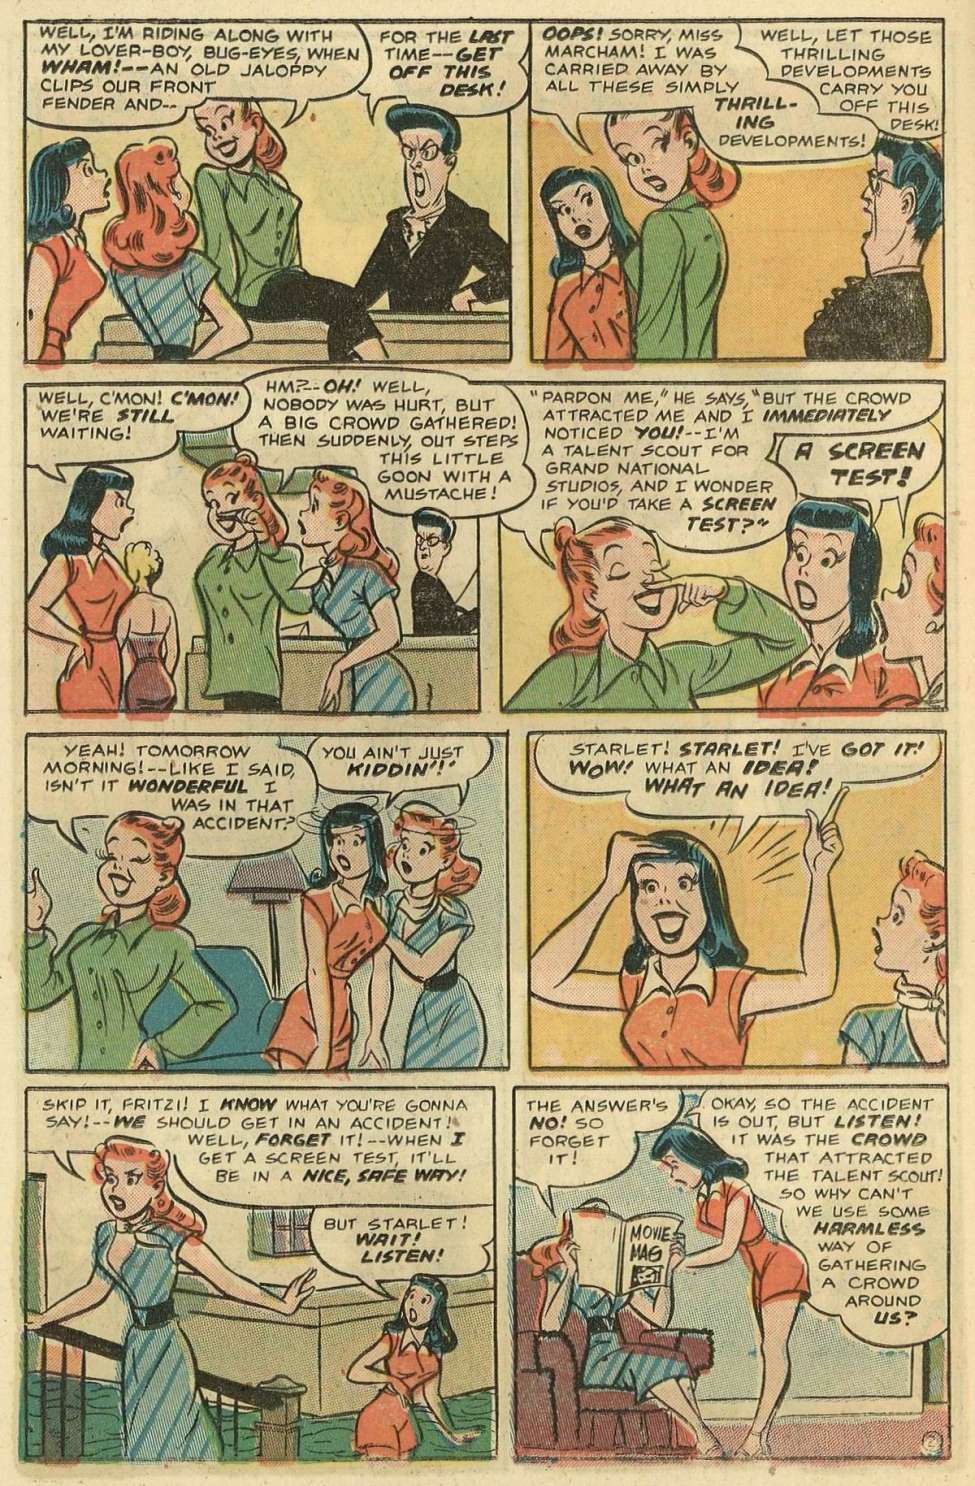 WELL, I'M RIDING ALONG WITH
MY LOVER-BOY, BUG-EYES, WHEN
WHAM!--AN OLD JALOPPY
CLIPS OUR FRONT
FENDER AND--
FOR THE LAST
TIME--GET
OFF THIS
DESK!
OOPS! SORRY, MISS
MARCHAM! I WAS
CARRIED AWAY BY
ALL THESE SIMPLY
THRILL-
ING
DEVELOPMENTS!
WELL, LET THOSE
THRILLING
DEVELOPMENTS
CARRY YOU
OFF THIS
DESK!
WELL, C'MON! C'MON!
WE'RE STILL
WAITING!
HM?--OH! WELL,
NOBODY WAS HURT, BUT
A BIG CROWD GATHERED!
THEN SUDDENLY, OUT STEPS
THIS LITTLE
GOON WITH A
MUSTACHE!
"PARDON ME," HE SAYS, "BUT THE CROWD
ATTRACTED ME AND I IMMEDIATELY
NOTICED YOU!--I'M
A TALENT SCOUT FOR
GRAND NATIONAL
STUDIOS, AND I WONDER
IF YOU'D TAKE A SCREEN
TEST?"
A SCREEN
TEST!
YEAH! TOMORROW
MORNING!--LIKE I SAID,
ISN'T IT WONDERFUL I
WAS IN THAT
ACCIDENT?
YOU AIN'T JUST
KIDDIN'!
STARLET! STARLET! I'VE GOT IT!
WOW! WHAT AN IDEA!
WHAT AN IDEA!
SKIP IT, FRITZI! I KNOW WHAT YOU'RE GONNA
SAY!--WE SHOULD GET IN AN ACCIDENT!
WELL, FORGET IT!--WHEN I
GET A SCREEN TEST, IT'LL
BE IN A NICE, SAFE WAY!
BUT STARLET!
WAIT!
LISTEN!
THE ANSWER'S
NO! SO
FORGET
IT!
OKAY, SO THE ACCIDENT
IS OUT, BUT LISTEN!
IT WAS THE CROWD
THAT ATTRACTED
THE TALENT SCOUT!
SO WHY CAN'T
WE USE SOME
HARMLESS
WAY OF
GATHERING
A CROWD
AROUND
US?
MOVIE
MAG
2